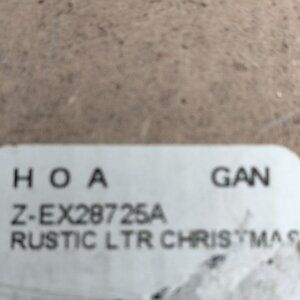 H O A GAN
Z-EX28725A
RUSTIC LTR CHRISTMAS